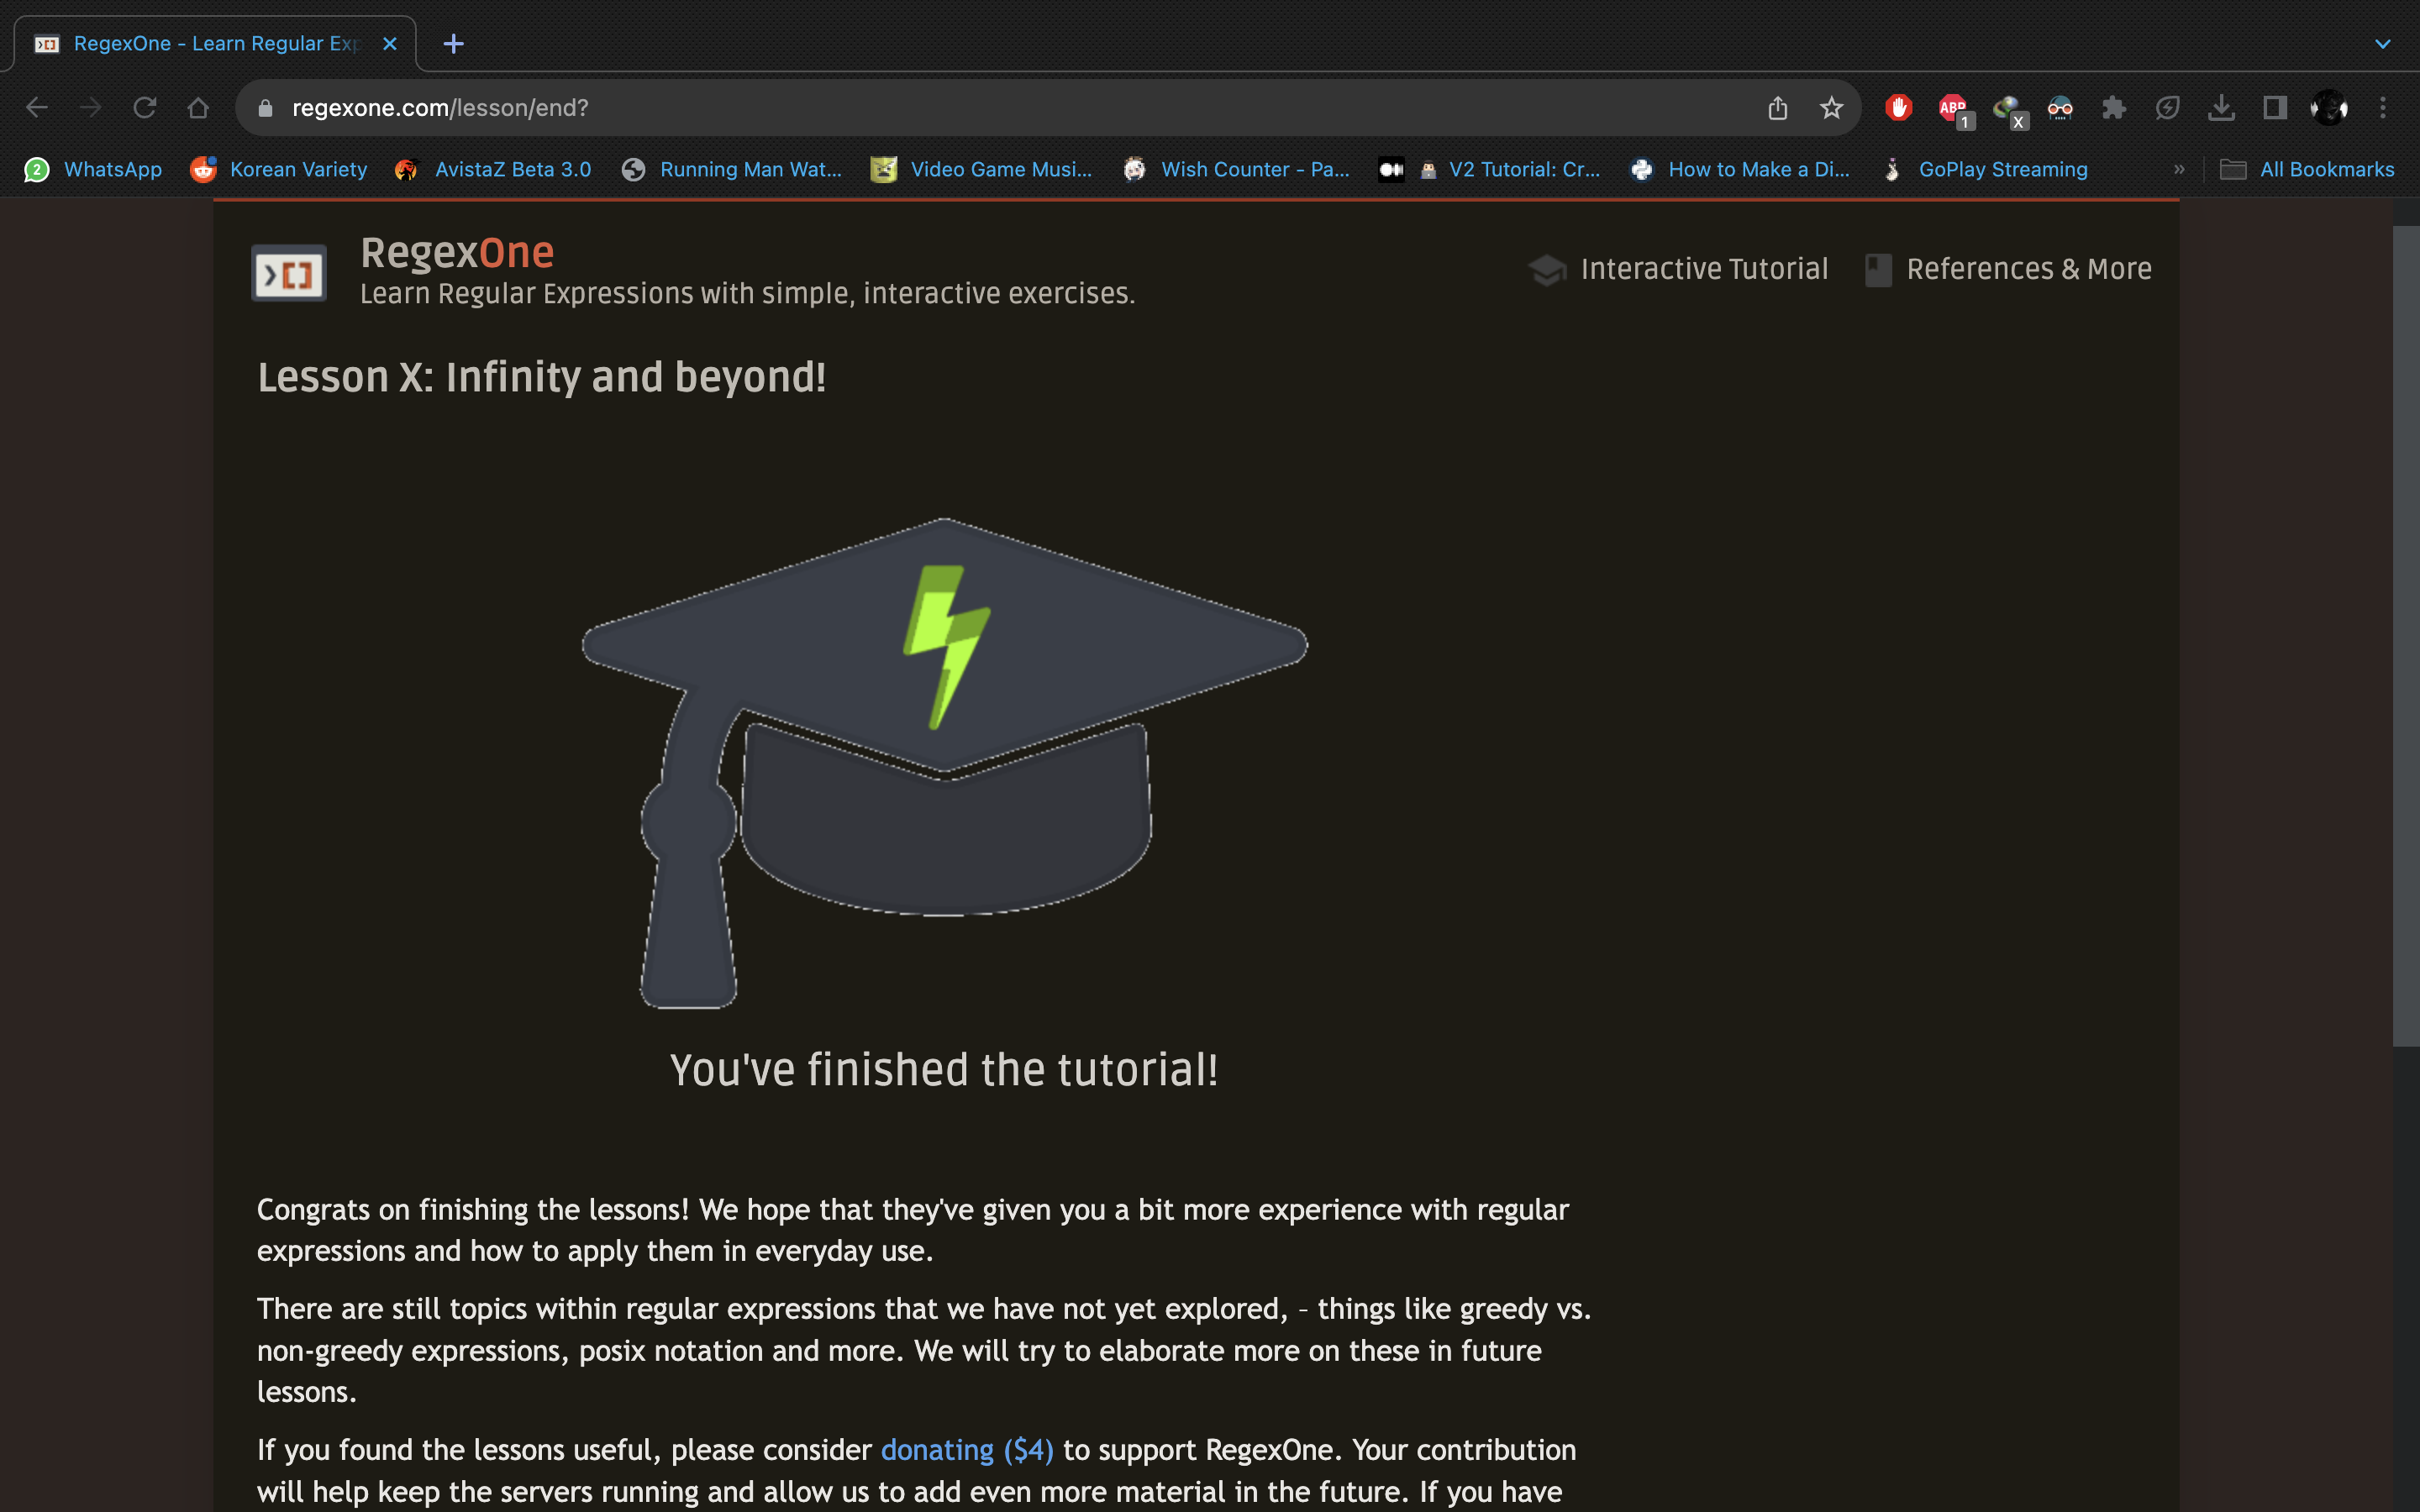 RegexOne - Learn Regular Exp
regexone.com/lesson/end?
ABP
1
X
2
WhatsApp
Korean Variety
AvistaZ Beta 3.0
Running Man Wat...
Video Game Musi...
Wish Counter - Pa...
V2 Tutorial: Cr...
How to Make a Di...
GoPlay Streaming
»
All Bookmarks
RegexOne
Learn Regular Expressions with simple, interactive exercises.
Interactive Tutorial
References & More
Lesson X: Infinity and beyond!
You've finished the tutorial!
Congrats on finishing the lessons! We hope that they've given you a bit more experience with regular
expressions and how to apply them in everyday use.
There are still topics within regular expressions that we have not yet explored, - things like greedy vs.
non-greedy expressions, posix notation and more. We will try to elaborate more on these in future
lessons.
If you found the lessons useful, please consider donating ($4) to support RegexOne. Your contribution
will help keep the servers running and allow us to add even more material in the future. If you have